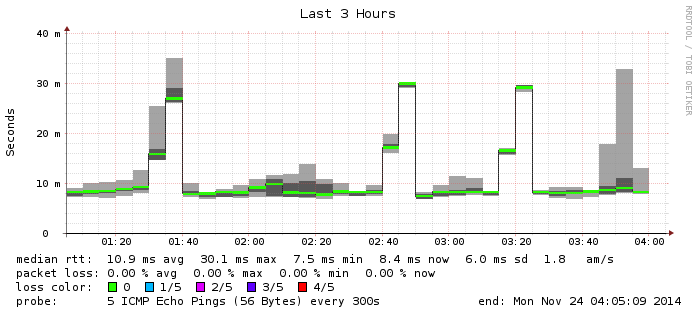 Last 3 Hours
RRDTOOL / TOBI OETIKER
Seconds
40 m
30 m
20 m
10 m
0
01:20 01:40 02:00 02:20 02:40 03:00 03:20 03:40 04:00
median rtt: 10.9 ms avg 30.1 ms max 7.5 ms min 8.4 ms now 6.0 ms sd 1.8 am/s
packet loss: 0.00 % avg 0.00 % max 0.00 % min 0.00 % now
loss color: 0 1/5 2/5 3/5 4/5
probe: 5 ICMP Echo Pings (56 Bytes) every 300s end: Mon Nov 24 04:05:09 2014